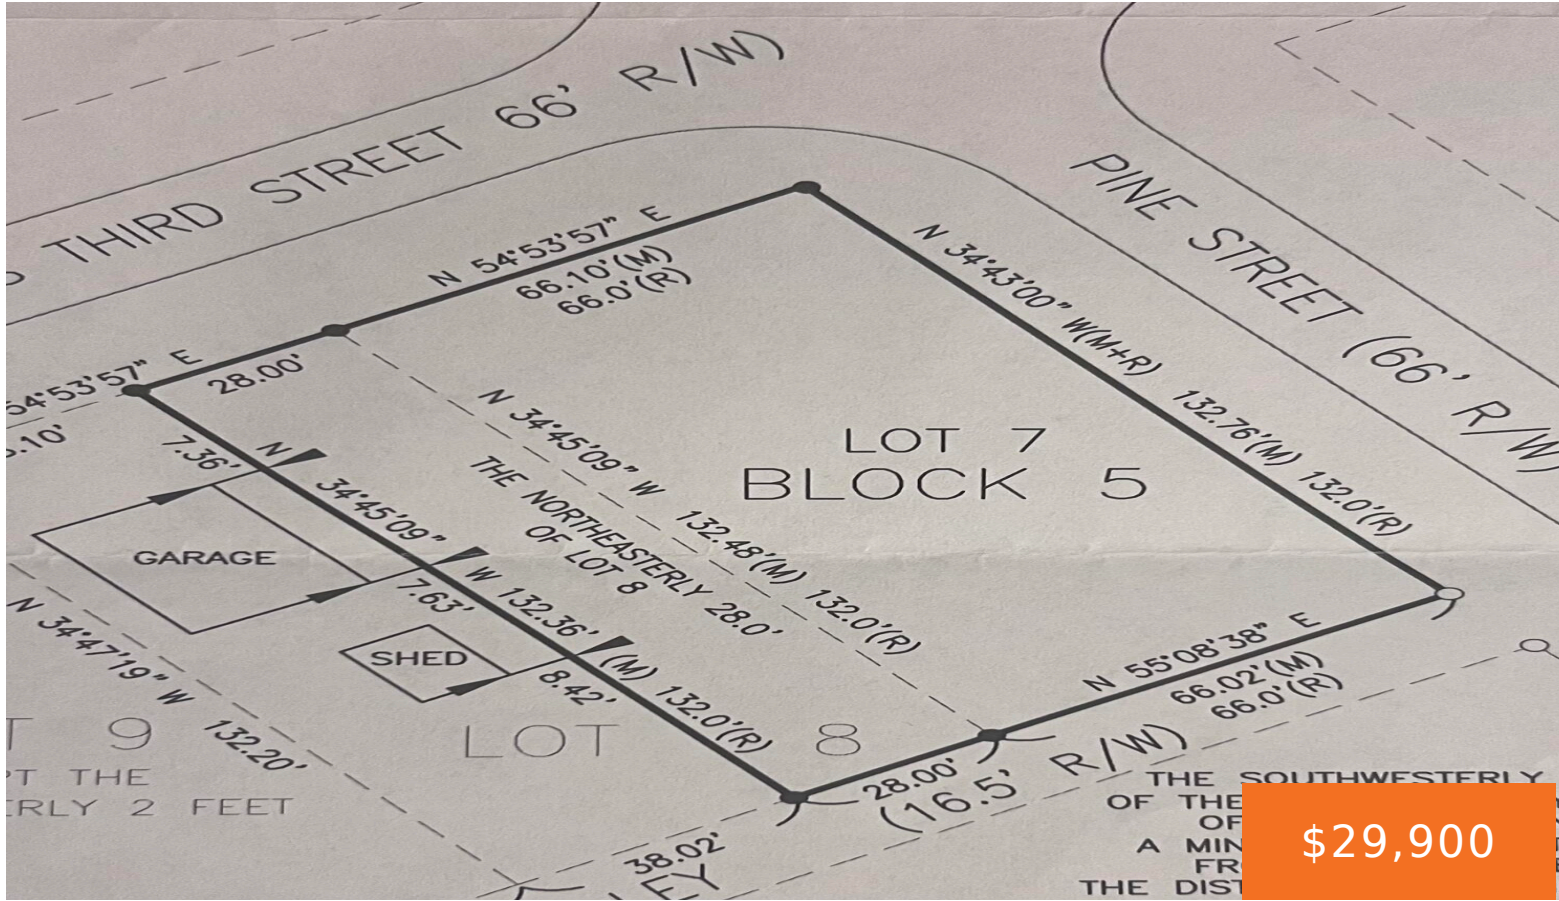 THIRD STREET 66' R/W)
PINE STREET (66' R/W)
N 54°53'57" E
66.10'(M)
66.0'(R)
N 34°43'00" W(M+R) 132.76'(M) 132.0'(R)
54°53'57" E
28.00'
.10'
7.36'
N 34°45'09" W 132.48'(M) 132.0'(R)
LOT 7
BLOCK 5
THE NORTHEASTERLY 28.0'
OF LOT 8
N 34°45'09" W 132.36' (M) 132.0'(R)
GARAGE
7.63'
SHED
8.42'
N 34°47'19" W 132.20'
N 55°08'38" E
66.02'(M)
66.0'(R)
LOT 8
9
THE
2 FEET
28.00'
(16.5' R/W)
38.02'
THE SOUTHWESTERLY
OF THE
OF
A
THE
$29,900